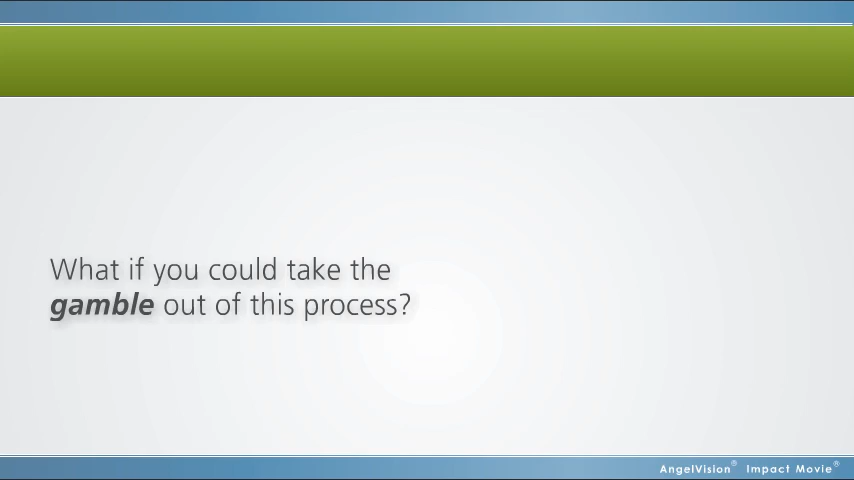 What if you could take the
gamble out of this process?
AngelVision® Impact Movie®